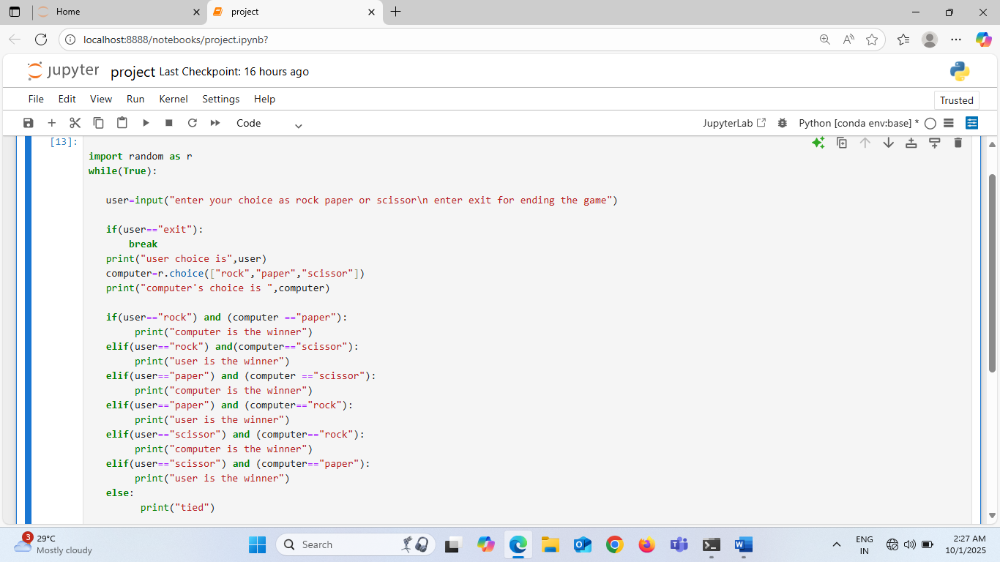 Home
project
localhost:8888/notebooks/project.ipynb?
jupyter project Last Checkpoint: 16 hours ago
File Edit View Run Kernel Settings Help
Trusted
Code
JupyterLab
Python [conda env:base] *
[13]:
import random as r
while(True):
user=input("enter your choice as rock paper or scissor\n enter exit for ending the game")
if(user=="exit"):
break
print("user choice is",user)
computer=r.choice(["rock","paper","scissor"])
print("computer's choice is ",computer)
if(user=="rock") and (computer =="paper"):
print("computer is the winner")
elif(user=="rock") and(computer=="scissor"):
print("user is the winner")
elif(user=="paper") and (computer =="scissor"):
print("computer is the winner")
elif(user=="paper") and (computer=="rock"):
print("user is the winner")
elif(user=="scissor") and (computer=="rock"):
print("computer is the winner")
elif(user=="scissor") and (computer=="paper"):
print("user is the winner")
else:
print("tied")
3
29°C
Mostly cloudy
Search
ENG
IN
2:27 AM
10/1/2025